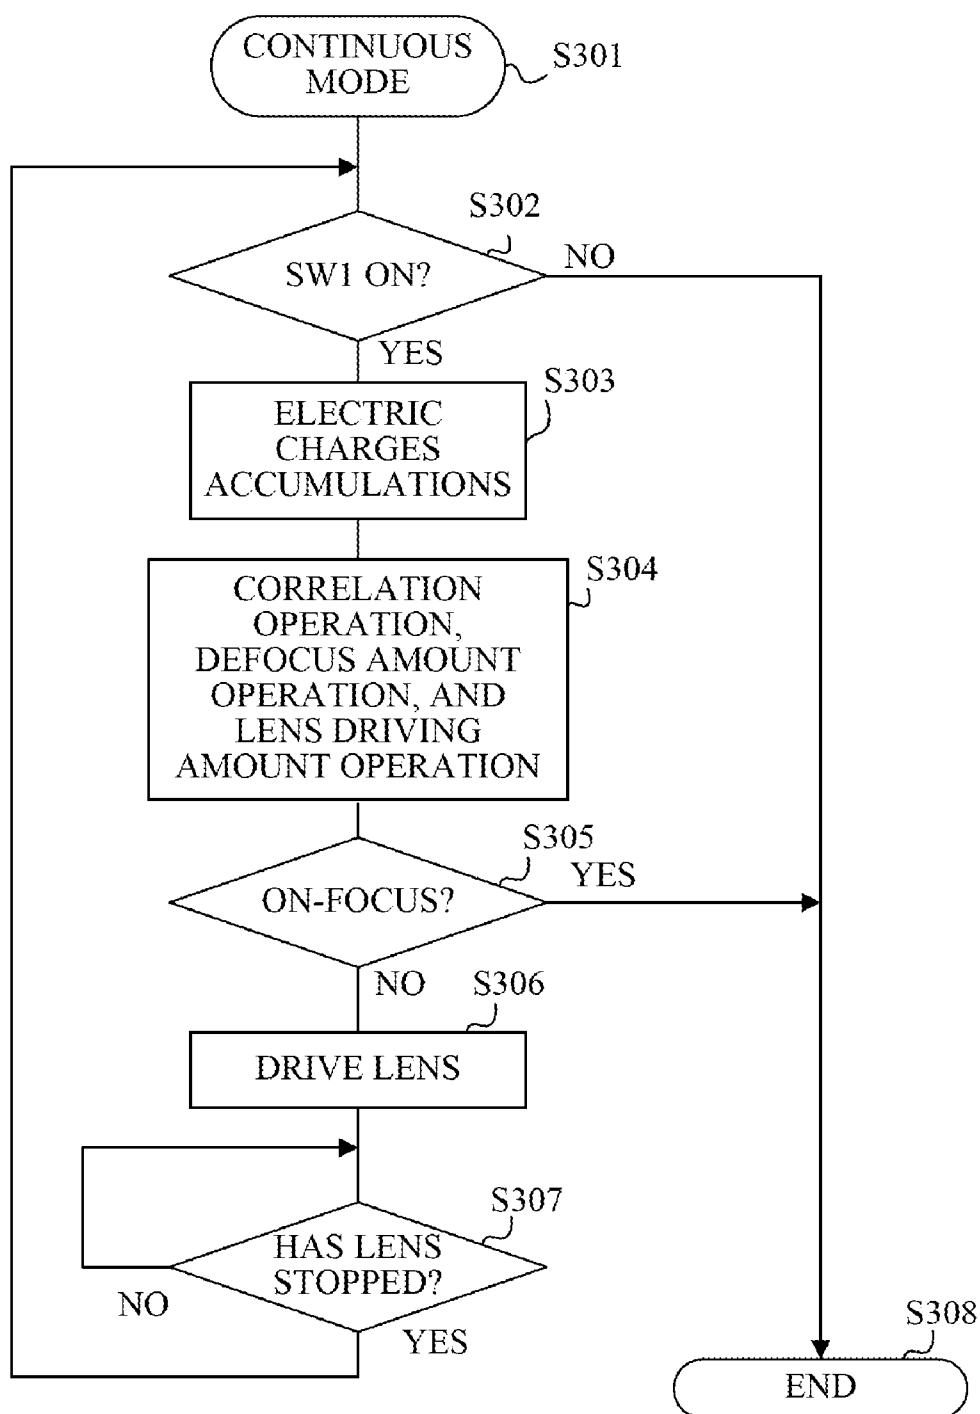 CONTINUOUS
MODE
S301
S302
SW1 ON?
NO
YES
S303
ELECTRIC
CHARGES
ACCUMULATIONS
S304
CORRELATION
OPERATION,
DEFOCUS AMOUNT
OPERATION, AND
LENS DRIVING
AMOUNT OPERATION
S305
ON-FOCUS?
YES
NO
S306
DRIVE LENS
S307
HAS LENS
STOPPED?
NO
YES
S308
END